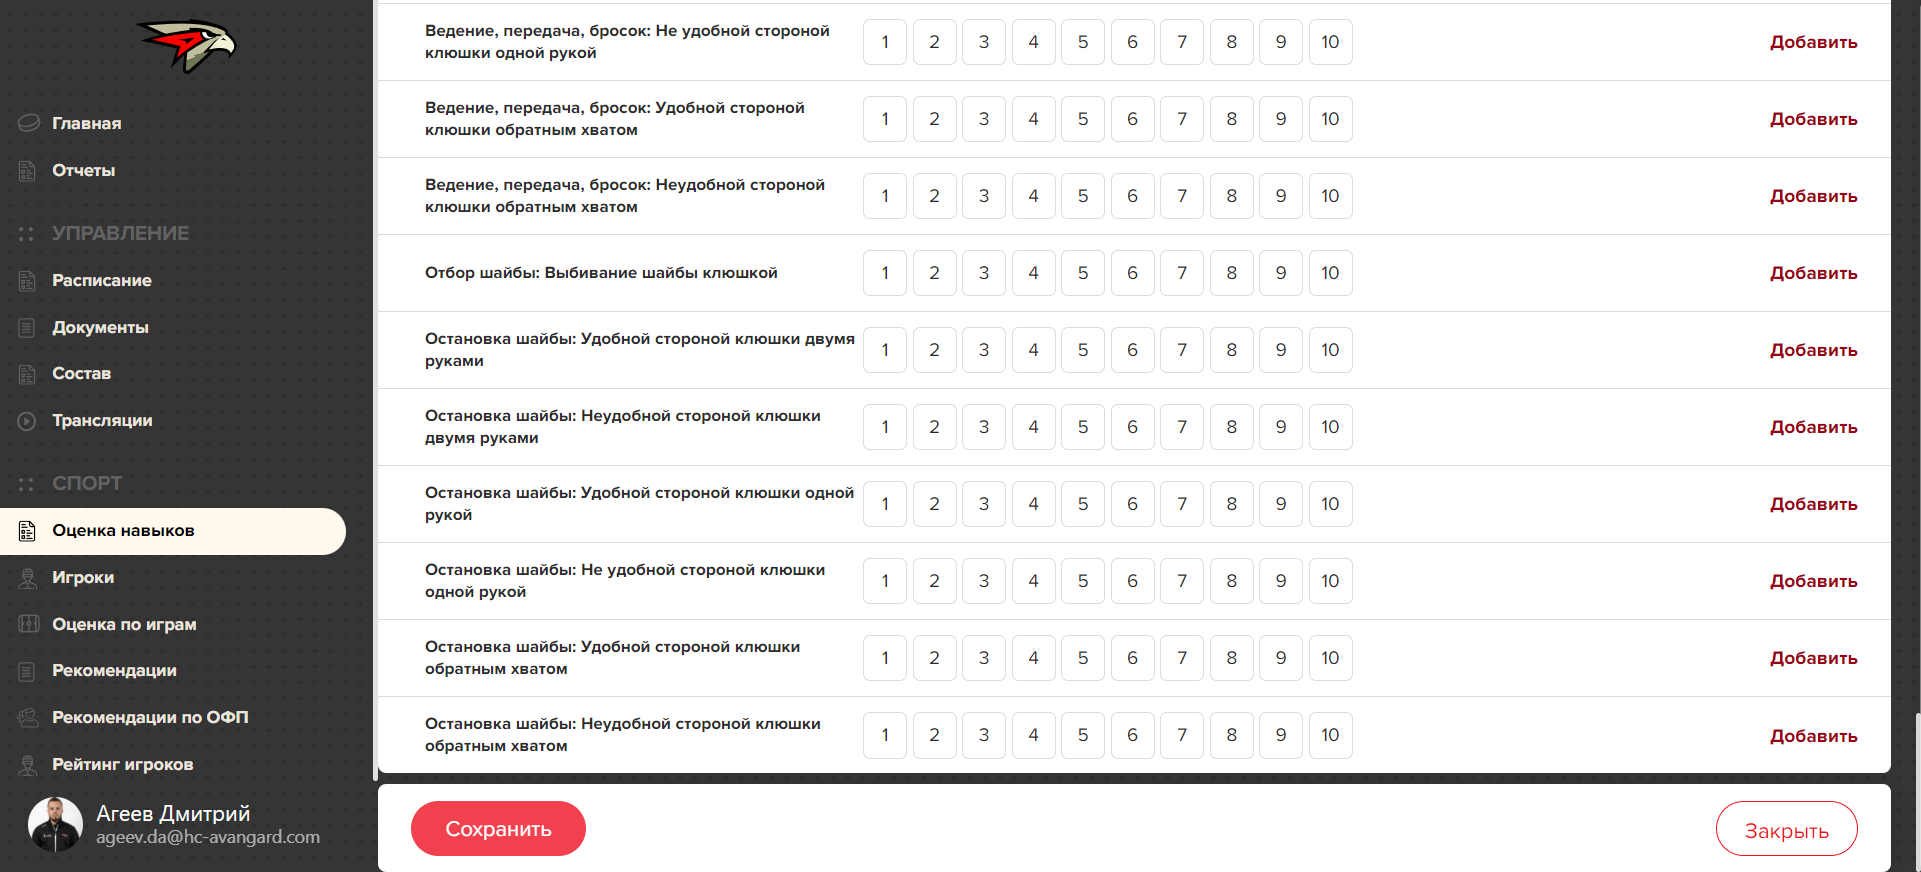 Главная
Отчеты
УПРАВЛЕНИЕ
Расписание
Документы
Состав
Трансляции
СПОРТ
Оценка навыков
Игроки
Оценка по играм
Рекомендации
Рекомендации по ОФП
Рейтинг игроков
Агеев Дмитрий
ageev.da@hc-avangard.com
Ведение, передача, бросок: Не удобной стороной
клюшки одной рукой
1 2 3 4 5 6 7 8 9 10
Добавить
Ведение, передача, бросок: Удобной стороной
клюшки обратным хватом
1 2 3 4 5 6 7 8 9 10
Добавить
Ведение, передача, бросок: Неудобной стороной
клюшки обратным хватом
1 2 3 4 5 6 7 8 9 10
Добавить
Отбор шайбы: Выбивание шайбы клюшкой
1 2 3 4 5 6 7 8 9 10
Добавить
Остановка шайбы: Удобной стороной клюшки двумя
руками
1 2 3 4 5 6 7 8 9 10
Добавить
Остановка шайбы: Неудобной стороной клюшки
двумя руками
1 2 3 4 5 6 7 8 9 10
Добавить
Остановка шайбы: Удобной стороной клюшки одной
рукой
1 2 3 4 5 6 7 8 9 10
Добавить
Остановка шайбы: Не удобной стороной клюшки
одной рукой
1 2 3 4 5 6 7 8 9 10
Добавить
Остановка шайбы: Удобной стороной клюшки
обратным хватом
1 2 3 4 5 6 7 8 9 10
Добавить
Остановка шайбы: Неудобной стороной клюшки
обратным хватом
1 2 3 4 5 6 7 8 9 10
Добавить
Сохранить
Закрыть